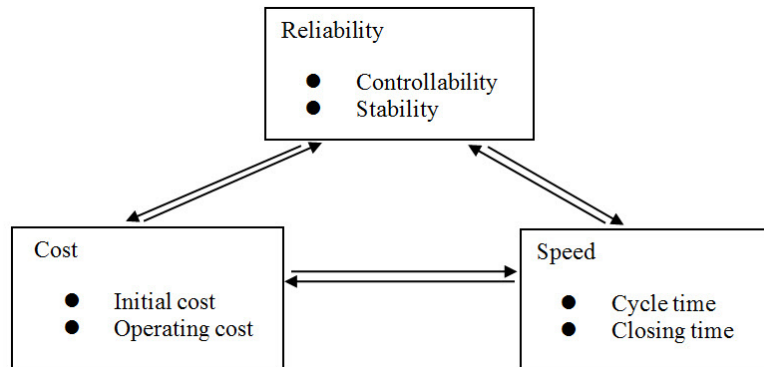 Reliability
● Controllability
● Stability
Cost
● Initial cost
● Operating cost
Speed
● Cycle time
● Closing time